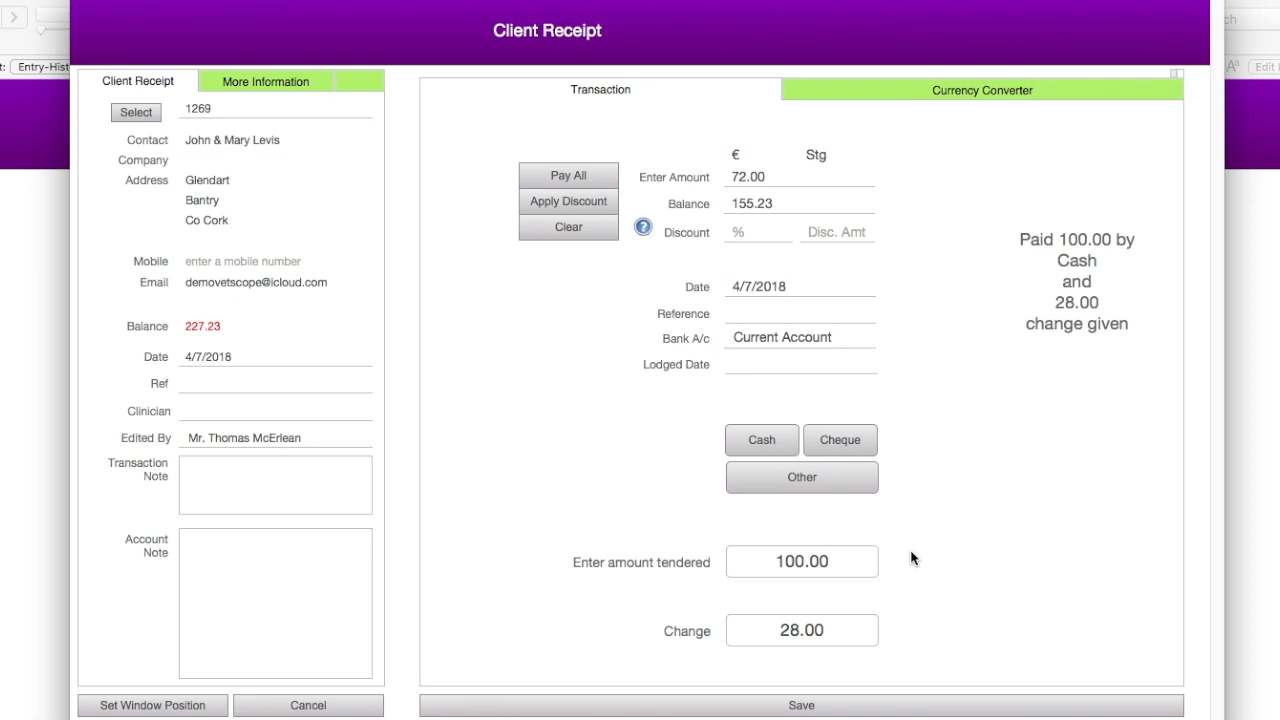 Client Receipt
ch
t:
Entry-Hist
Edit
Client Receipt
More Information
Select
1269
Contact
John & Mary Levis
Company
Address
Glendart
Bantry
Co Cork
Mobile
enter a mobile number
Email
demovetscope@icloud.com
Balance
227.23
Date
4/7/2018
Ref
Clinician
Edited By
Mr. Thomas McErlean
Transaction
Note
Account
Note
Set Window Position
Cancel
Transaction
Currency Converter
€
Stg
Pay All
Enter Amount
72.00
Apply Discount
Balance
155.23
Clear
?
Discount
%
Disc. Amt
Date
4/7/2018
Reference
Bank A/c
Current Account
Lodged Date
Paid 100.00 by
Cash
and
28.00
change given
Cash
Cheque
Other
Enter amount tendered
100.00
Change
28.00
Save